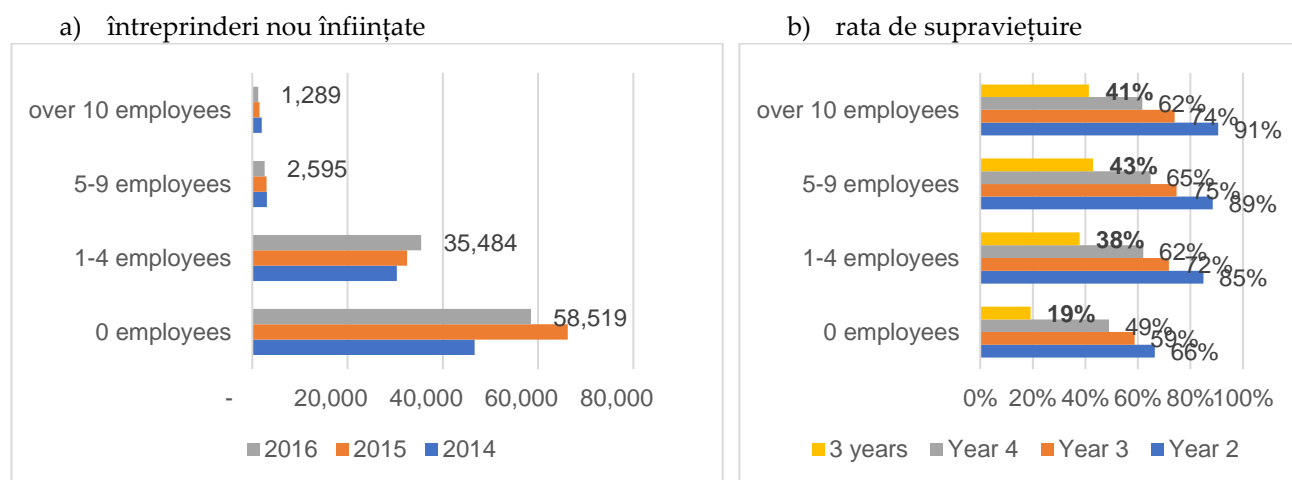 a) întreprinderi nou înființate
over 10 employees
1,289
5-9 employees
2,595
1-4 employees
35,484
0 employees
58,519
- 20,000 40,000 60,000 80,000
2016 2015 2014
b) rata de supraviețuire
over 10 employees
41%
62%
74%
91%
5-9 employees
43%
65%
75%
89%
1-4 employees
38%
62%
72%
85%
0 employees
19%
49%
59%
66%
0% 20% 40% 60% 80% 100%
3 years Year 4 Year 3 Year 2